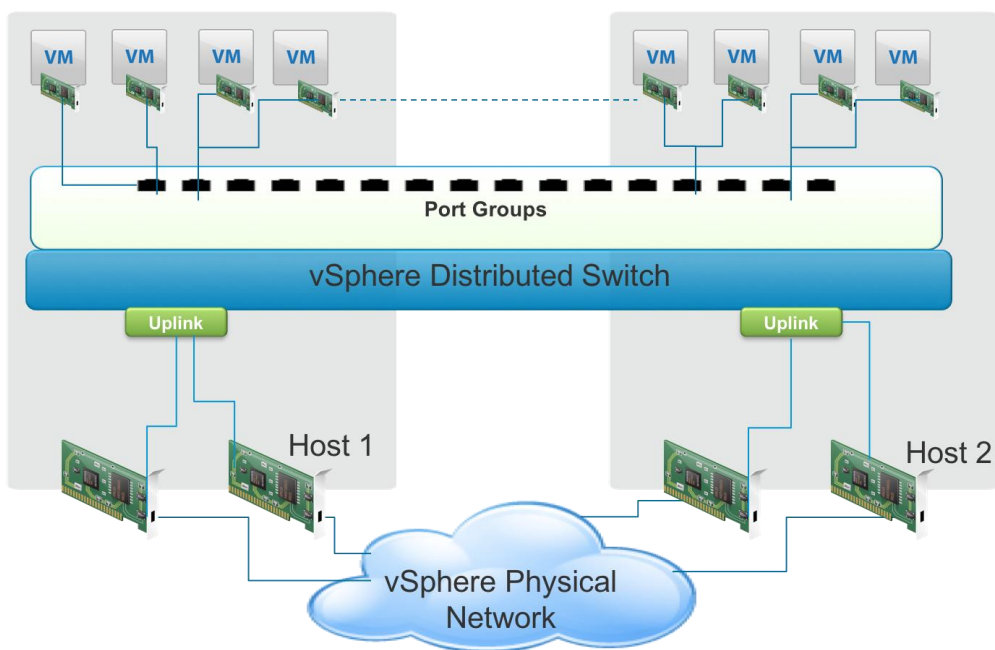 VM
VM
VM
VM
VM
VM
VM
VM
Port Groups
vSphere Distributed Switch
Uplink
Uplink
Host 1
Host 2
vSphere Physical
Network